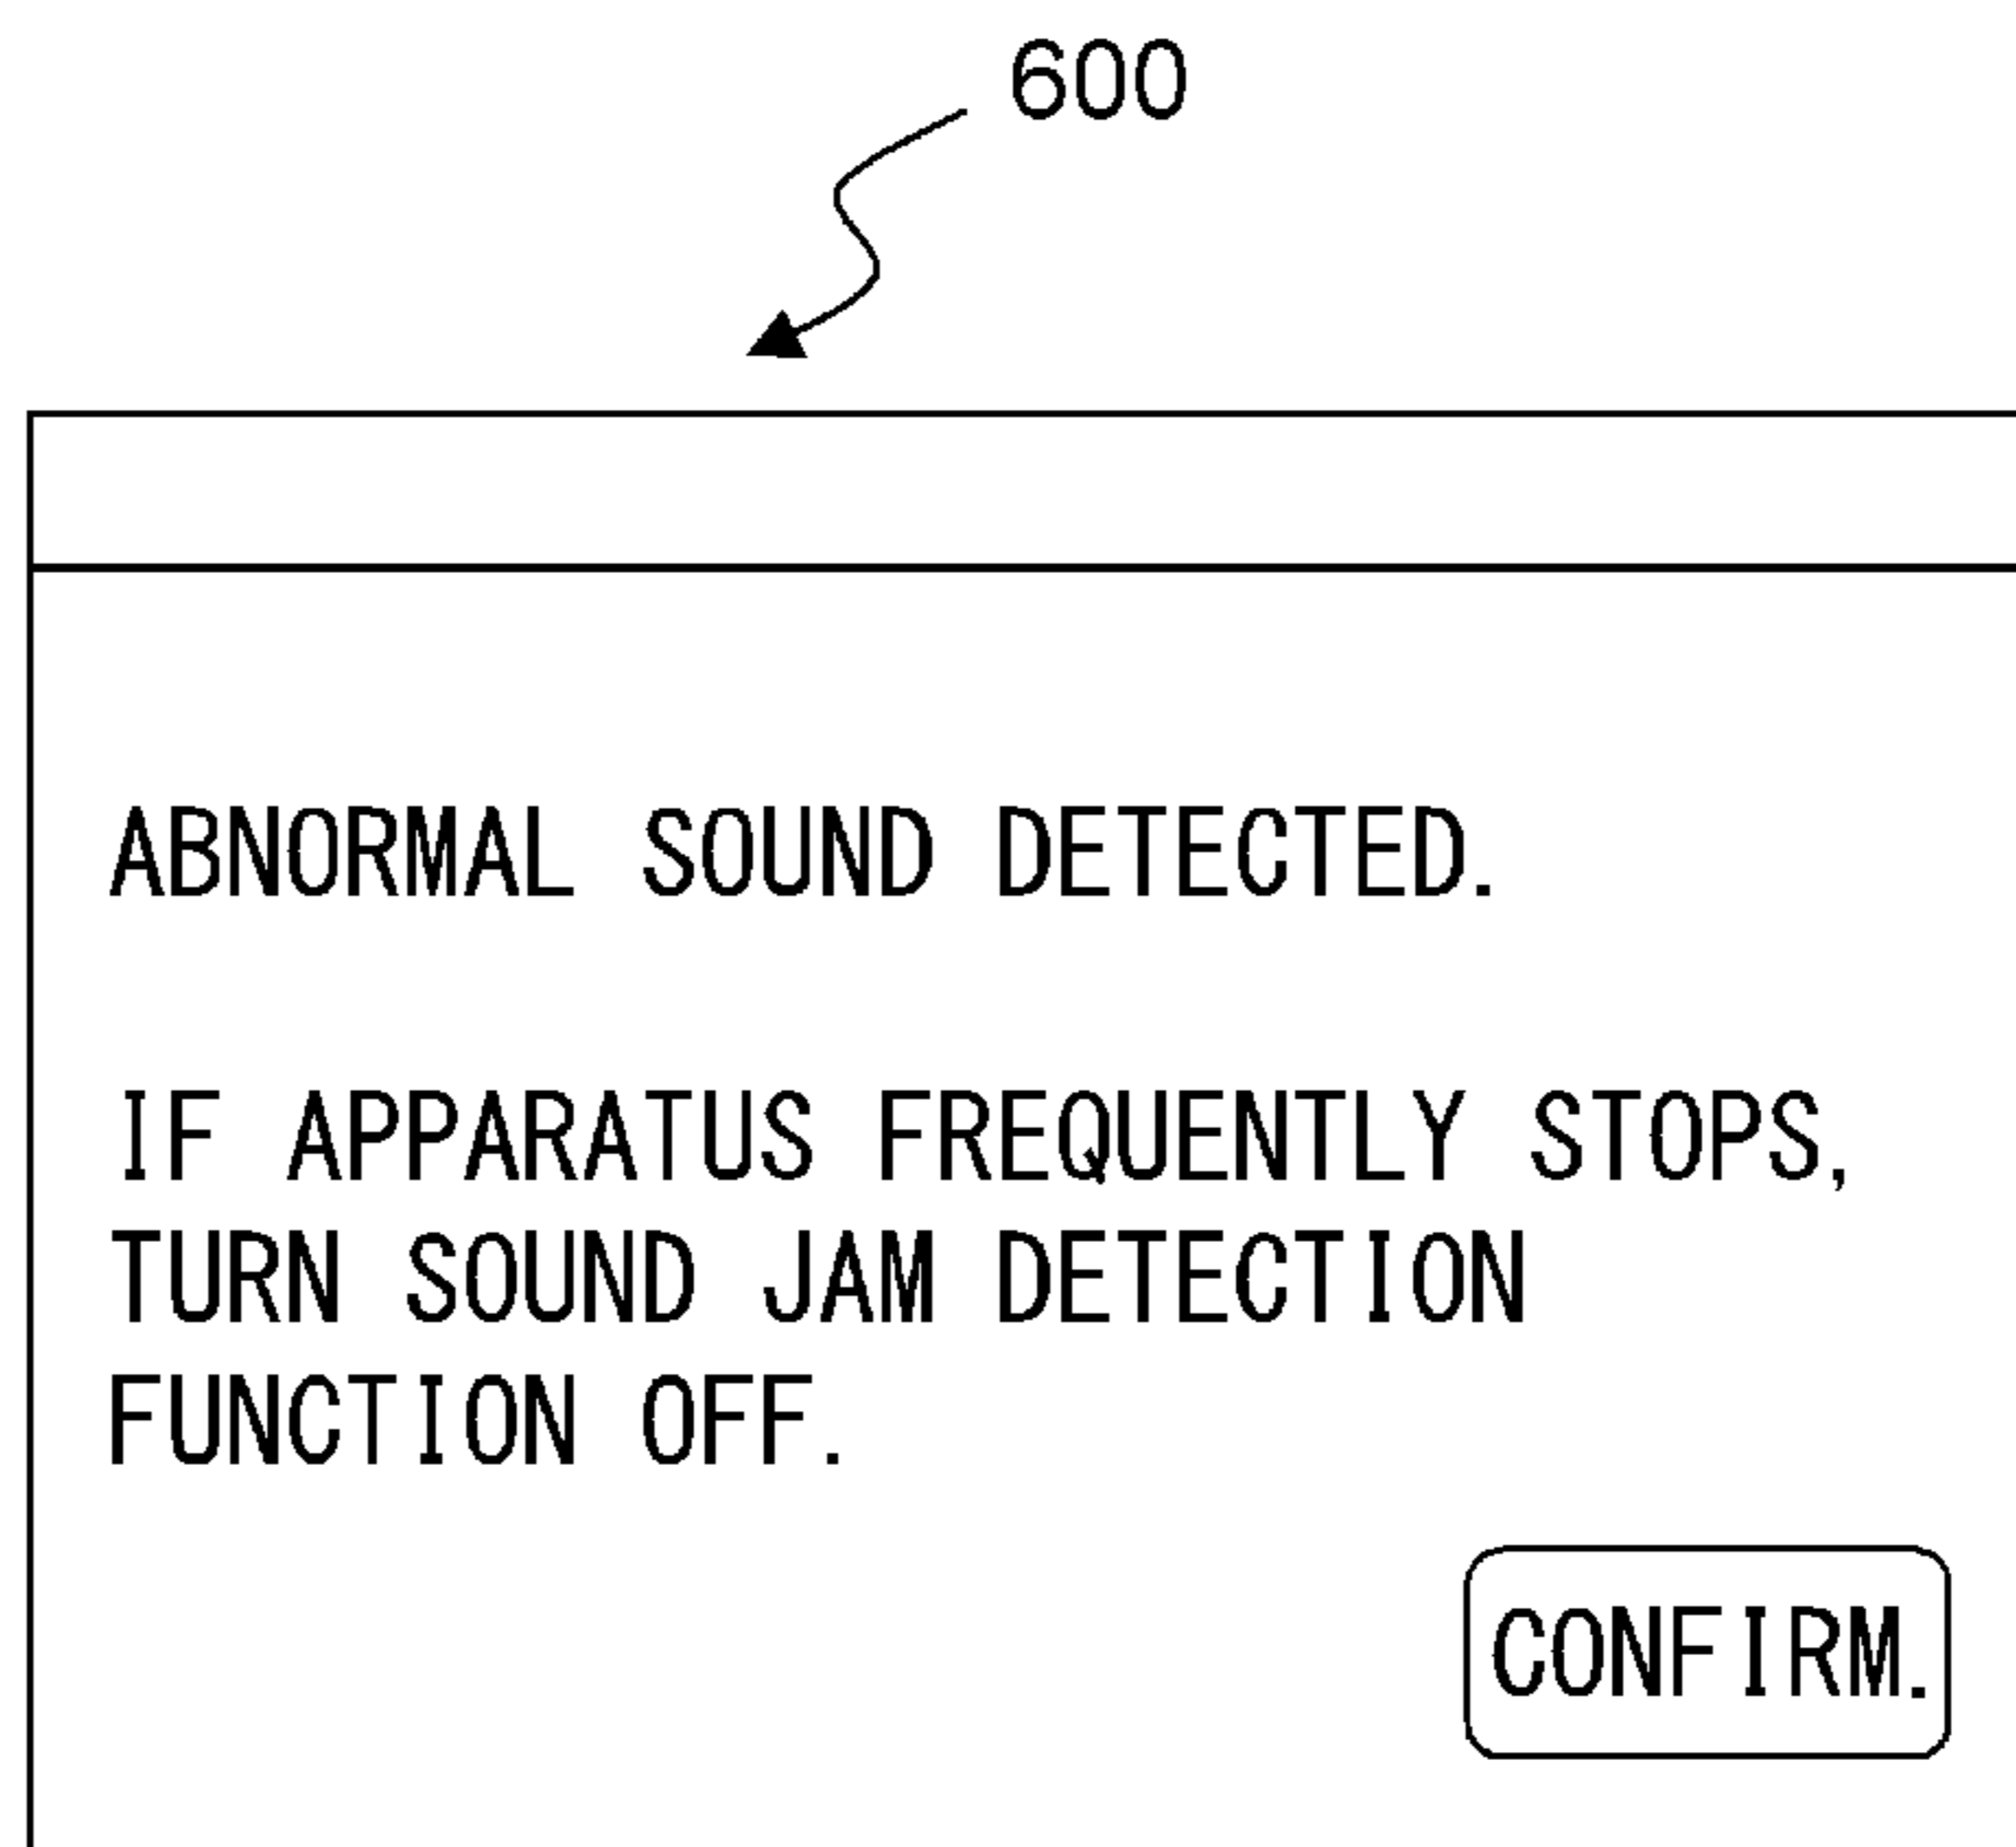 600
ABNORMAL SOUND DETECTED.
IF APPARATUS FREQUENTLY STOPS,
TURN SOUND JAM DETECTION
FUNCTION OFF.
CONFIRM.